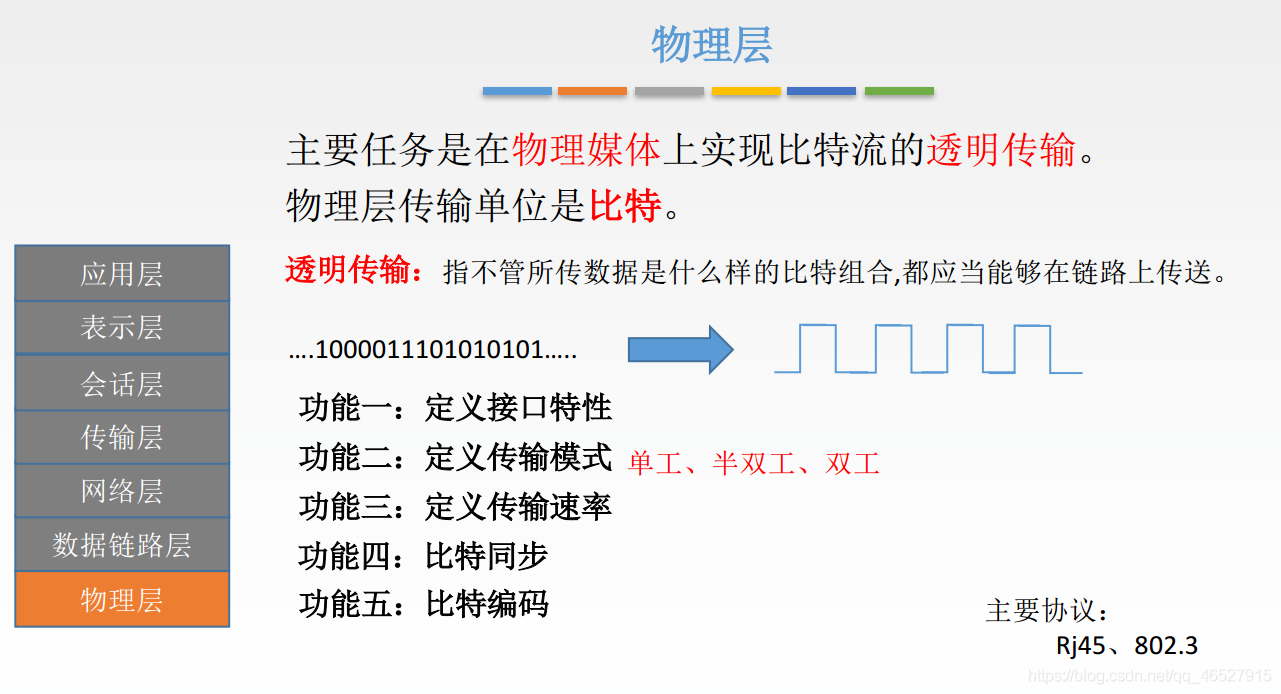 物理层
主要任务是在物理媒体上实现比特流的透明传输。
物理层传输单位是比特。
透明传输：指不管所传数据是什么样的比特组合,都应当能够在链路上传送。
....1000011101010101.....
功能一：定义接口特性
功能二：定义传输模式 单工、半双工、双工
功能三：定义传输速率
功能四：比特同步
功能五：比特编码
应用层
表示层
会话层
传输层
网络层
数据链路层
物理层
主要协议：
Rj45、802.3
https://blog.csdn.net/qq_46527915